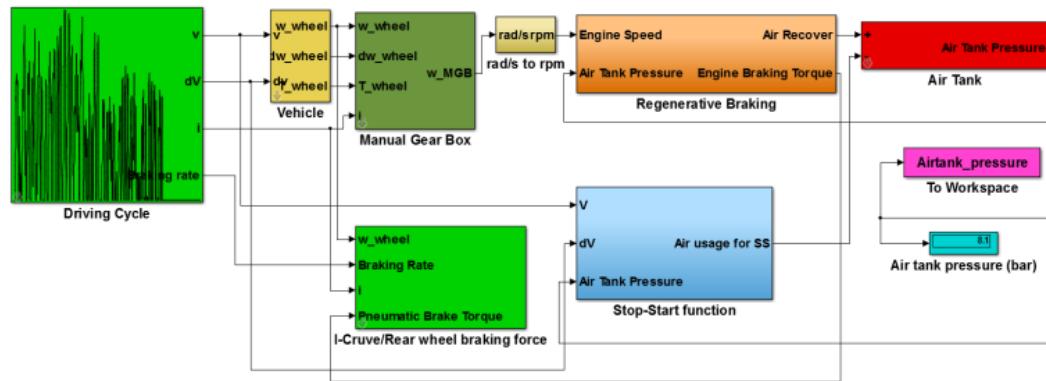 v
dV
i
Braking rate
Driving Cycle
v
dv
w_wheel
dw_wheel
T_wheel
Vehicle
w_wheel
dw_wheel
T_wheel
i
w_MGB
Manual Gear Box
rad/s rpm
rad/s to rpm
Engine Speed
Air Tank Pressure
Air Recover
Engine Braking Torque
Regenerative Braking
+
-
Air Tank Pressure
Air Tank
w_wheel
Braking Rate
i
Pneumatic Brake Torque
I-Cruve/Rear wheel braking force
V
dV
Air Tank Pressure
Air usage for SS
Stop-Start function
Airtank_pressure
To Workspace
8.1
Air tank pressure (bar)